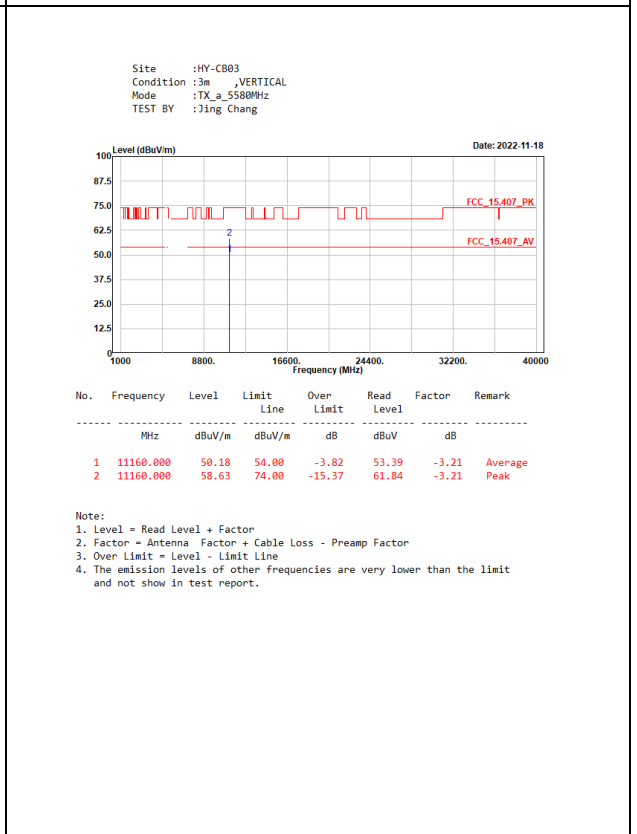 Site      :HY-CB03
Condition :3m    ,VERTICAL
Mode      :TX_a_5580MHz
TEST BY   :Jing Chang
Level (dBuV/m)
Date: 2022-11-18
100
87.5
75.0
FCC_15.407_PK
62.5
2
FCC_15.407_AV
1
50.0
37.5
25.0
12.5
0
1000 8800. 16600. 24400. 32200. 40000
Frequency (MHz)
No. Frequency Level Limit Over Read Factor Remark
Line Limit Level
------ ----------- -------- -------- --------- -------- -------- ---------
MHz dBuV/m dBuV/m dB dBuV dB
1 11160.000 50.18 54.00 -3.82 53.39 -3.21 Average
2 11160.000 58.63 74.00 -15.37 61.84 -3.21 Peak
Note:
1. Level = Read Level + Factor
2. Factor = Antenna  Factor + Cable Loss - Preamp Factor
3. Over Limit = Level - Limit Line
4. The emission levels of other frequencies are very lower than the limit
and not show in test report.